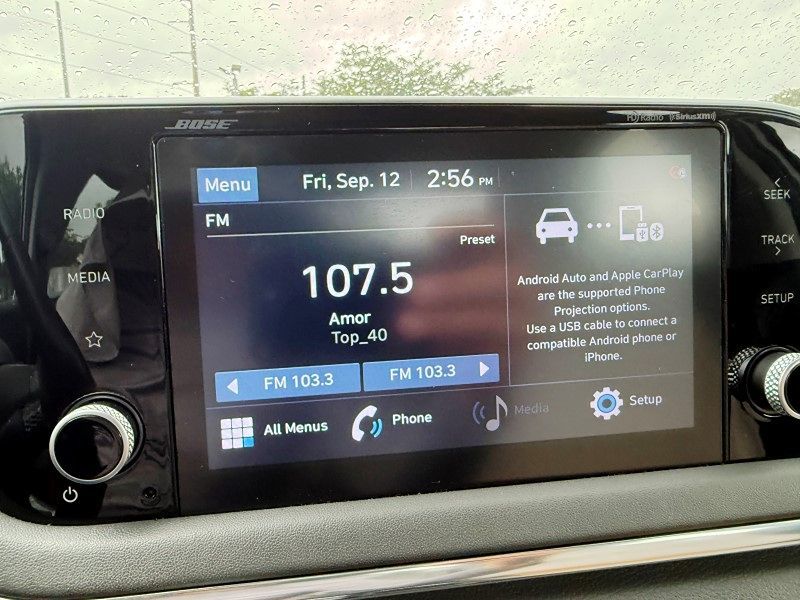 BOSE
HD Radio ((SiriusXM))
RADIO
MEDIA
Menu
Fri, Sep. 12
2:56 PM
FM
Preset
107.5
Amor
Top_40
FM 103.3
FM 103.3
Android Auto and Apple CarPlay
are the supported Phone
Projection options.
Use a USB cable to connect a
compatible Android phone or
iPhone.
All Menus
Phone
Media
Setup
SEEK
TRACK
SETUP